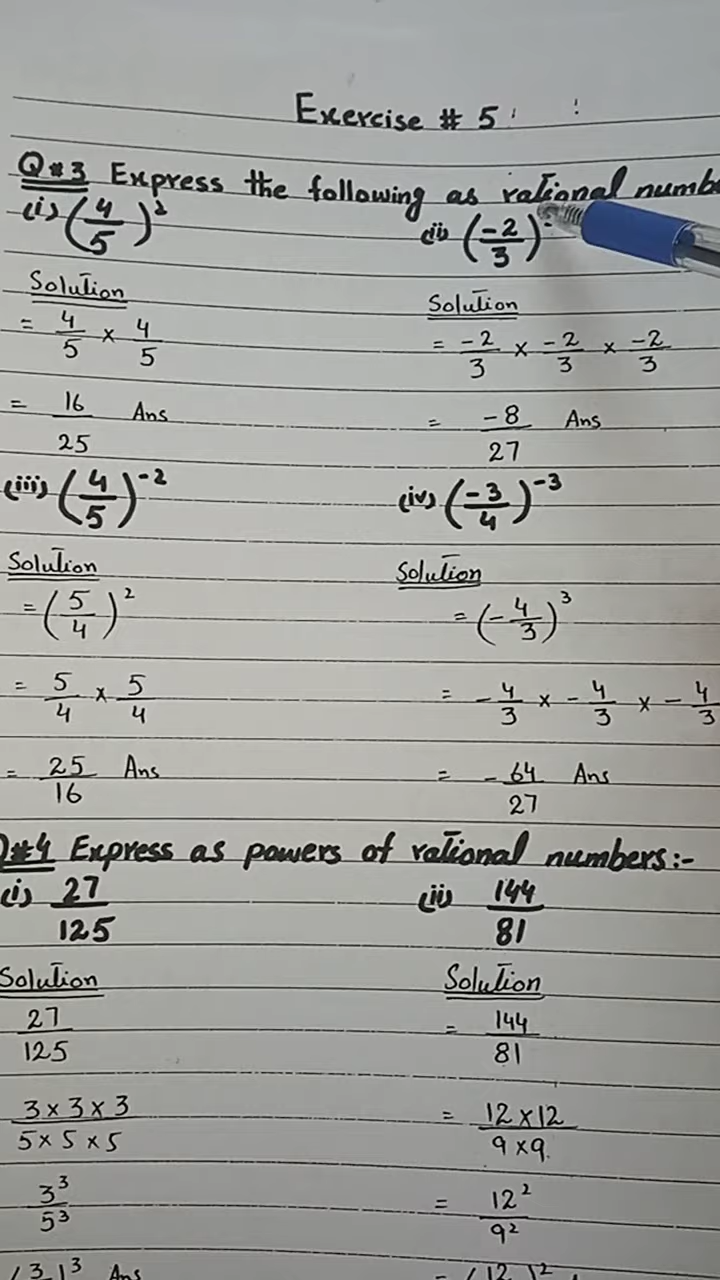 Exercise # 5
Q#3 Express the following as rational
(i) (4/5)² (ii) (-2/3)
Solution Solution
= 4/5 × 4/5 = -2/3 × -2/3 × -2/3
= 16/25 Ans = -8/27 Ans
(iii) (4/5)⁻² (iv) (-3/4)⁻³
Solution Solution
= (5/4)² = (-4/3)³
= 5/4 × 5/4 = -4/3 × -4/3 × -4/3
= 25/16 Ans = -64/27 Ans
Q#4 Express as powers of rational numbers:-
(i) 27/125 (ii) 144/81
Solution Solution
27/125 = 144/81
3×3×3/5×5×5 = 12×12/9×9
3³/5³ = 12²/9²
Ans